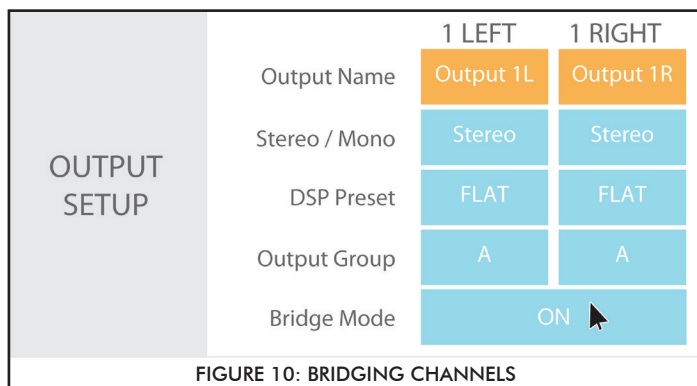 1 LEFT 1 RIGHT
Output Name Output 1L Output 1R
Stereo / Mono Stereo Stereo
OUTPUT SETUP
DSP Preset FLAT FLAT
Output Group A A
Bridge Mode ON
FIGURE 10: BRIDGING CHANNELS